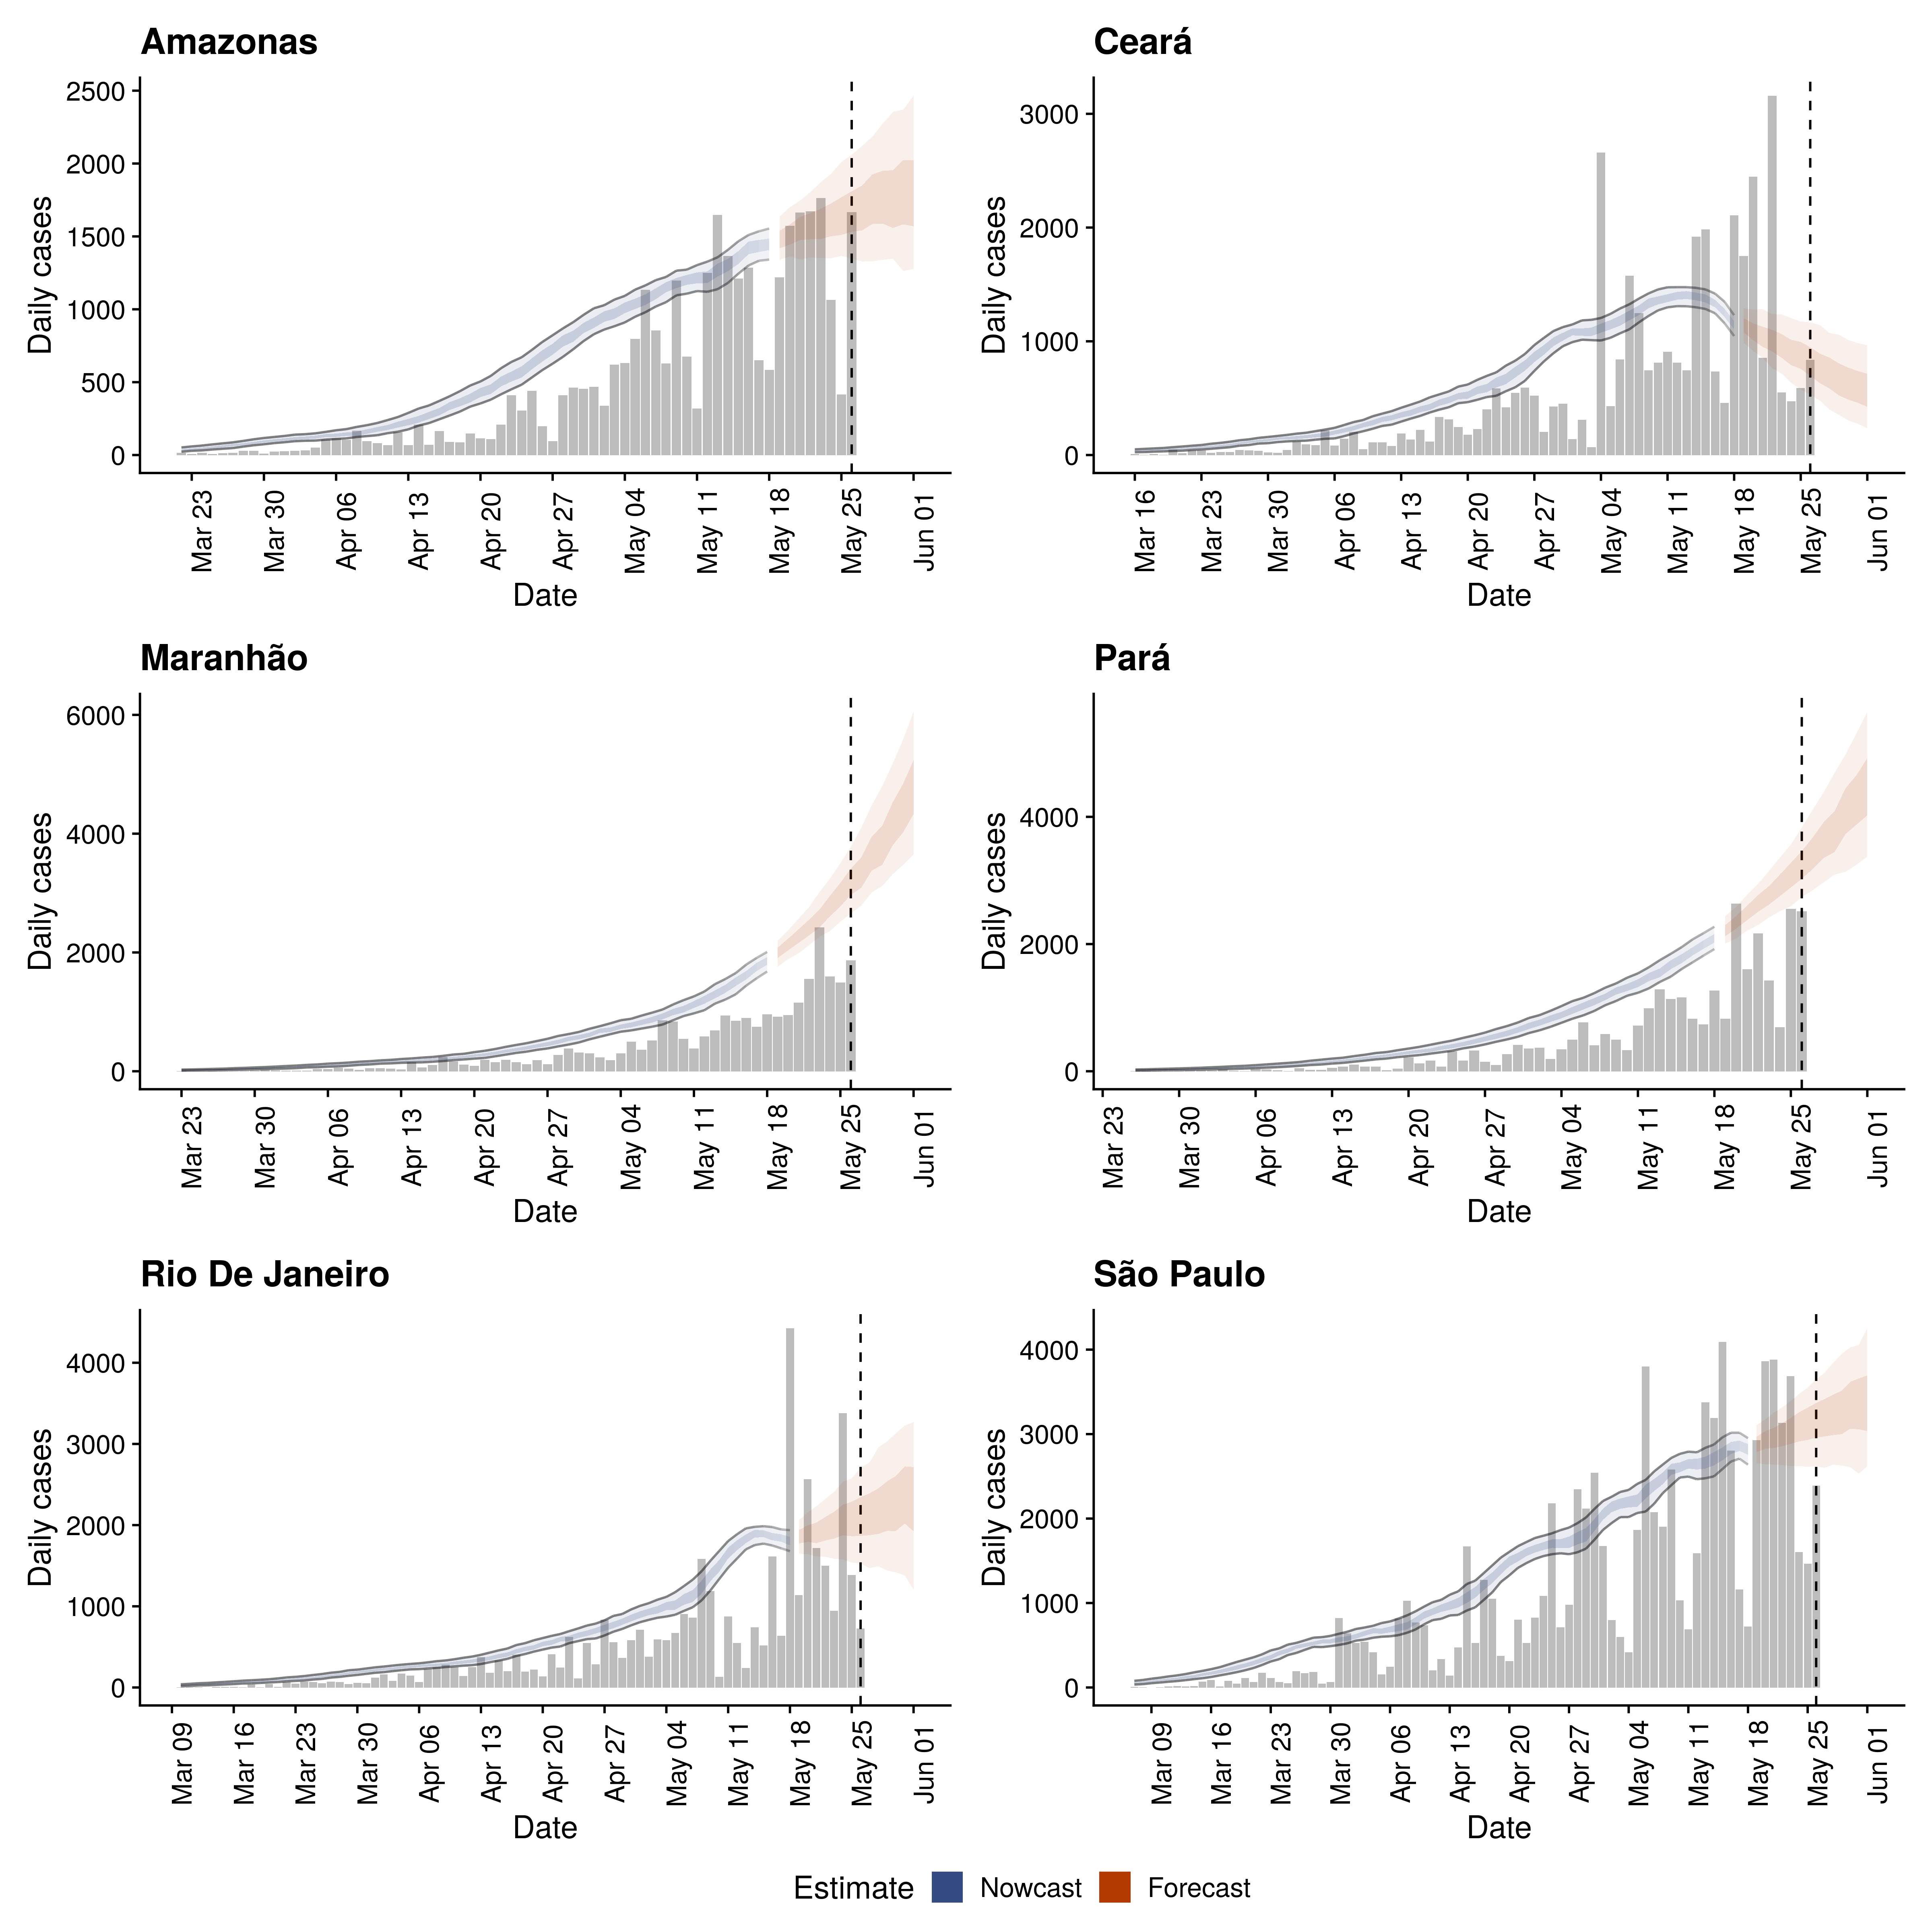 Amazonas
Daily cases
2500
2000
1500
1000
500
0
Mar 23
Mar 30
Apr 06
Apr 13
Apr 20
Apr 27
May 04
May 11
May 18
May 25
Jun 01
Date
Ceará
Daily cases
3000
2000
1000
0
Mar 16
Mar 23
Mar 30
Apr 06
Apr 13
Apr 20
Apr 27
May 04
May 11
May 18
May 25
Jun 01
Date
Maranhão
Daily cases
6000
4000
2000
0
Mar 23
Mar 30
Apr 06
Apr 13
Apr 20
Apr 27
May 04
May 11
May 18
May 25
Jun 01
Date
Pará
Daily cases
4000
2000
0
Mar 23
Mar 30
Apr 06
Apr 13
Apr 20
Apr 27
May 04
May 11
May 18
May 25
Jun 01
Date
Rio De Janeiro
Daily cases
4000
3000
2000
1000
0
Mar 09
Mar 16
Mar 23
Mar 30
Apr 06
Apr 13
Apr 20
Apr 27
May 04
May 11
May 18
May 25
Jun 01
Date
São Paulo
Daily cases
4000
3000
2000
1000
0
Mar 09
Mar 16
Mar 23
Mar 30
Apr 06
Apr 13
Apr 20
Apr 27
May 04
May 11
May 18
May 25
Jun 01
Date
Estimate Nowcast Forecast